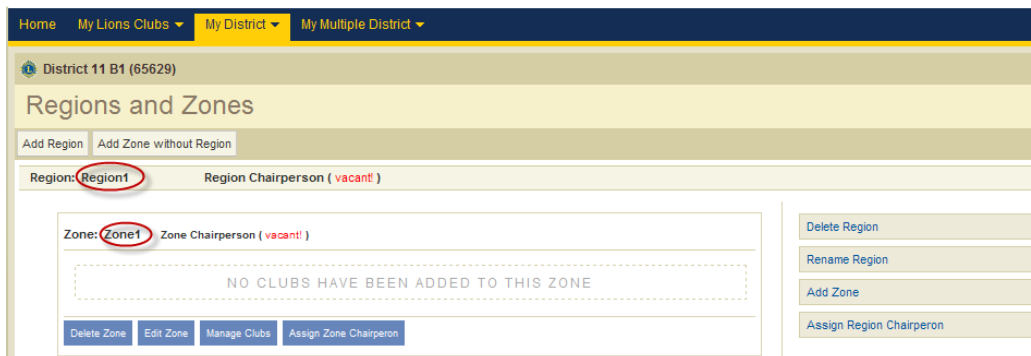 Home My Lions Clubs My District My Multiple District
District 11 B1 (65629)
Regions and Zones
Add Region Add Zone without Region
Region: Region1 Region Chairperson ( vacant! )
Zone: Zone1 Zone Chairperson ( vacant! )
NO CLUBS HAVE BEEN ADDED TO THIS ZONE
Delete Zone Edit Zone Manage Clubs Assign Zone Chairperon
Delete Region
Rename Region
Add Zone
Assign Region Chairperon